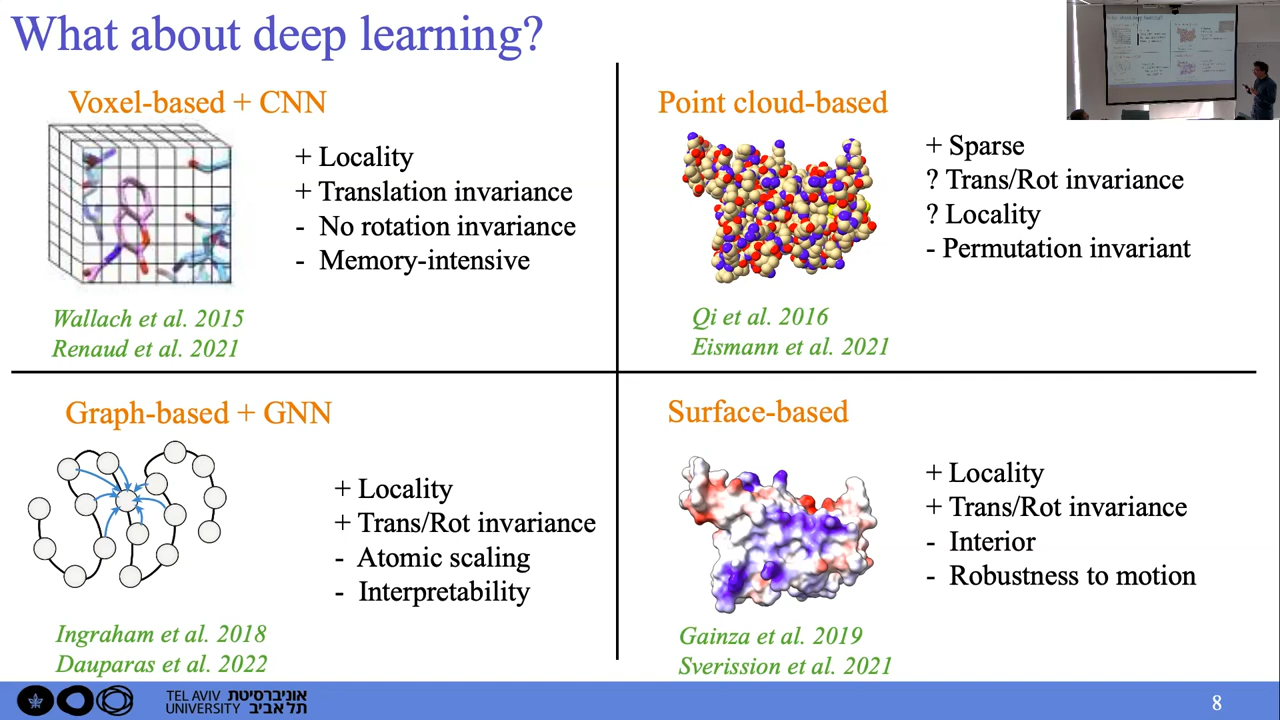 What about deep learning?
Voxel-based + CNN
+ Locality
+ Translation invariance
- No rotation invariance
- Memory-intensive
Wallach et al. 2015
Renaud et al. 2021
Point cloud-based
+ Sparse
? Trans/Rot invariance
? Locality
- Permutation invariant
Qi et al. 2016
Eismann et al. 2021
Graph-based + GNN
+ Locality
+ Trans/Rot invariance
- Atomic scaling
- Interpretability
Ingraham et al. 2018
Dauparas et al. 2022
Surface-based
+ Locality
+ Trans/Rot invariance
- Interior
- Robustness to motion
Gainza et al. 2019
Sverission et al. 2021
TEL AVIV אוניברסיטת
UNIVERSITY תל אביב
8